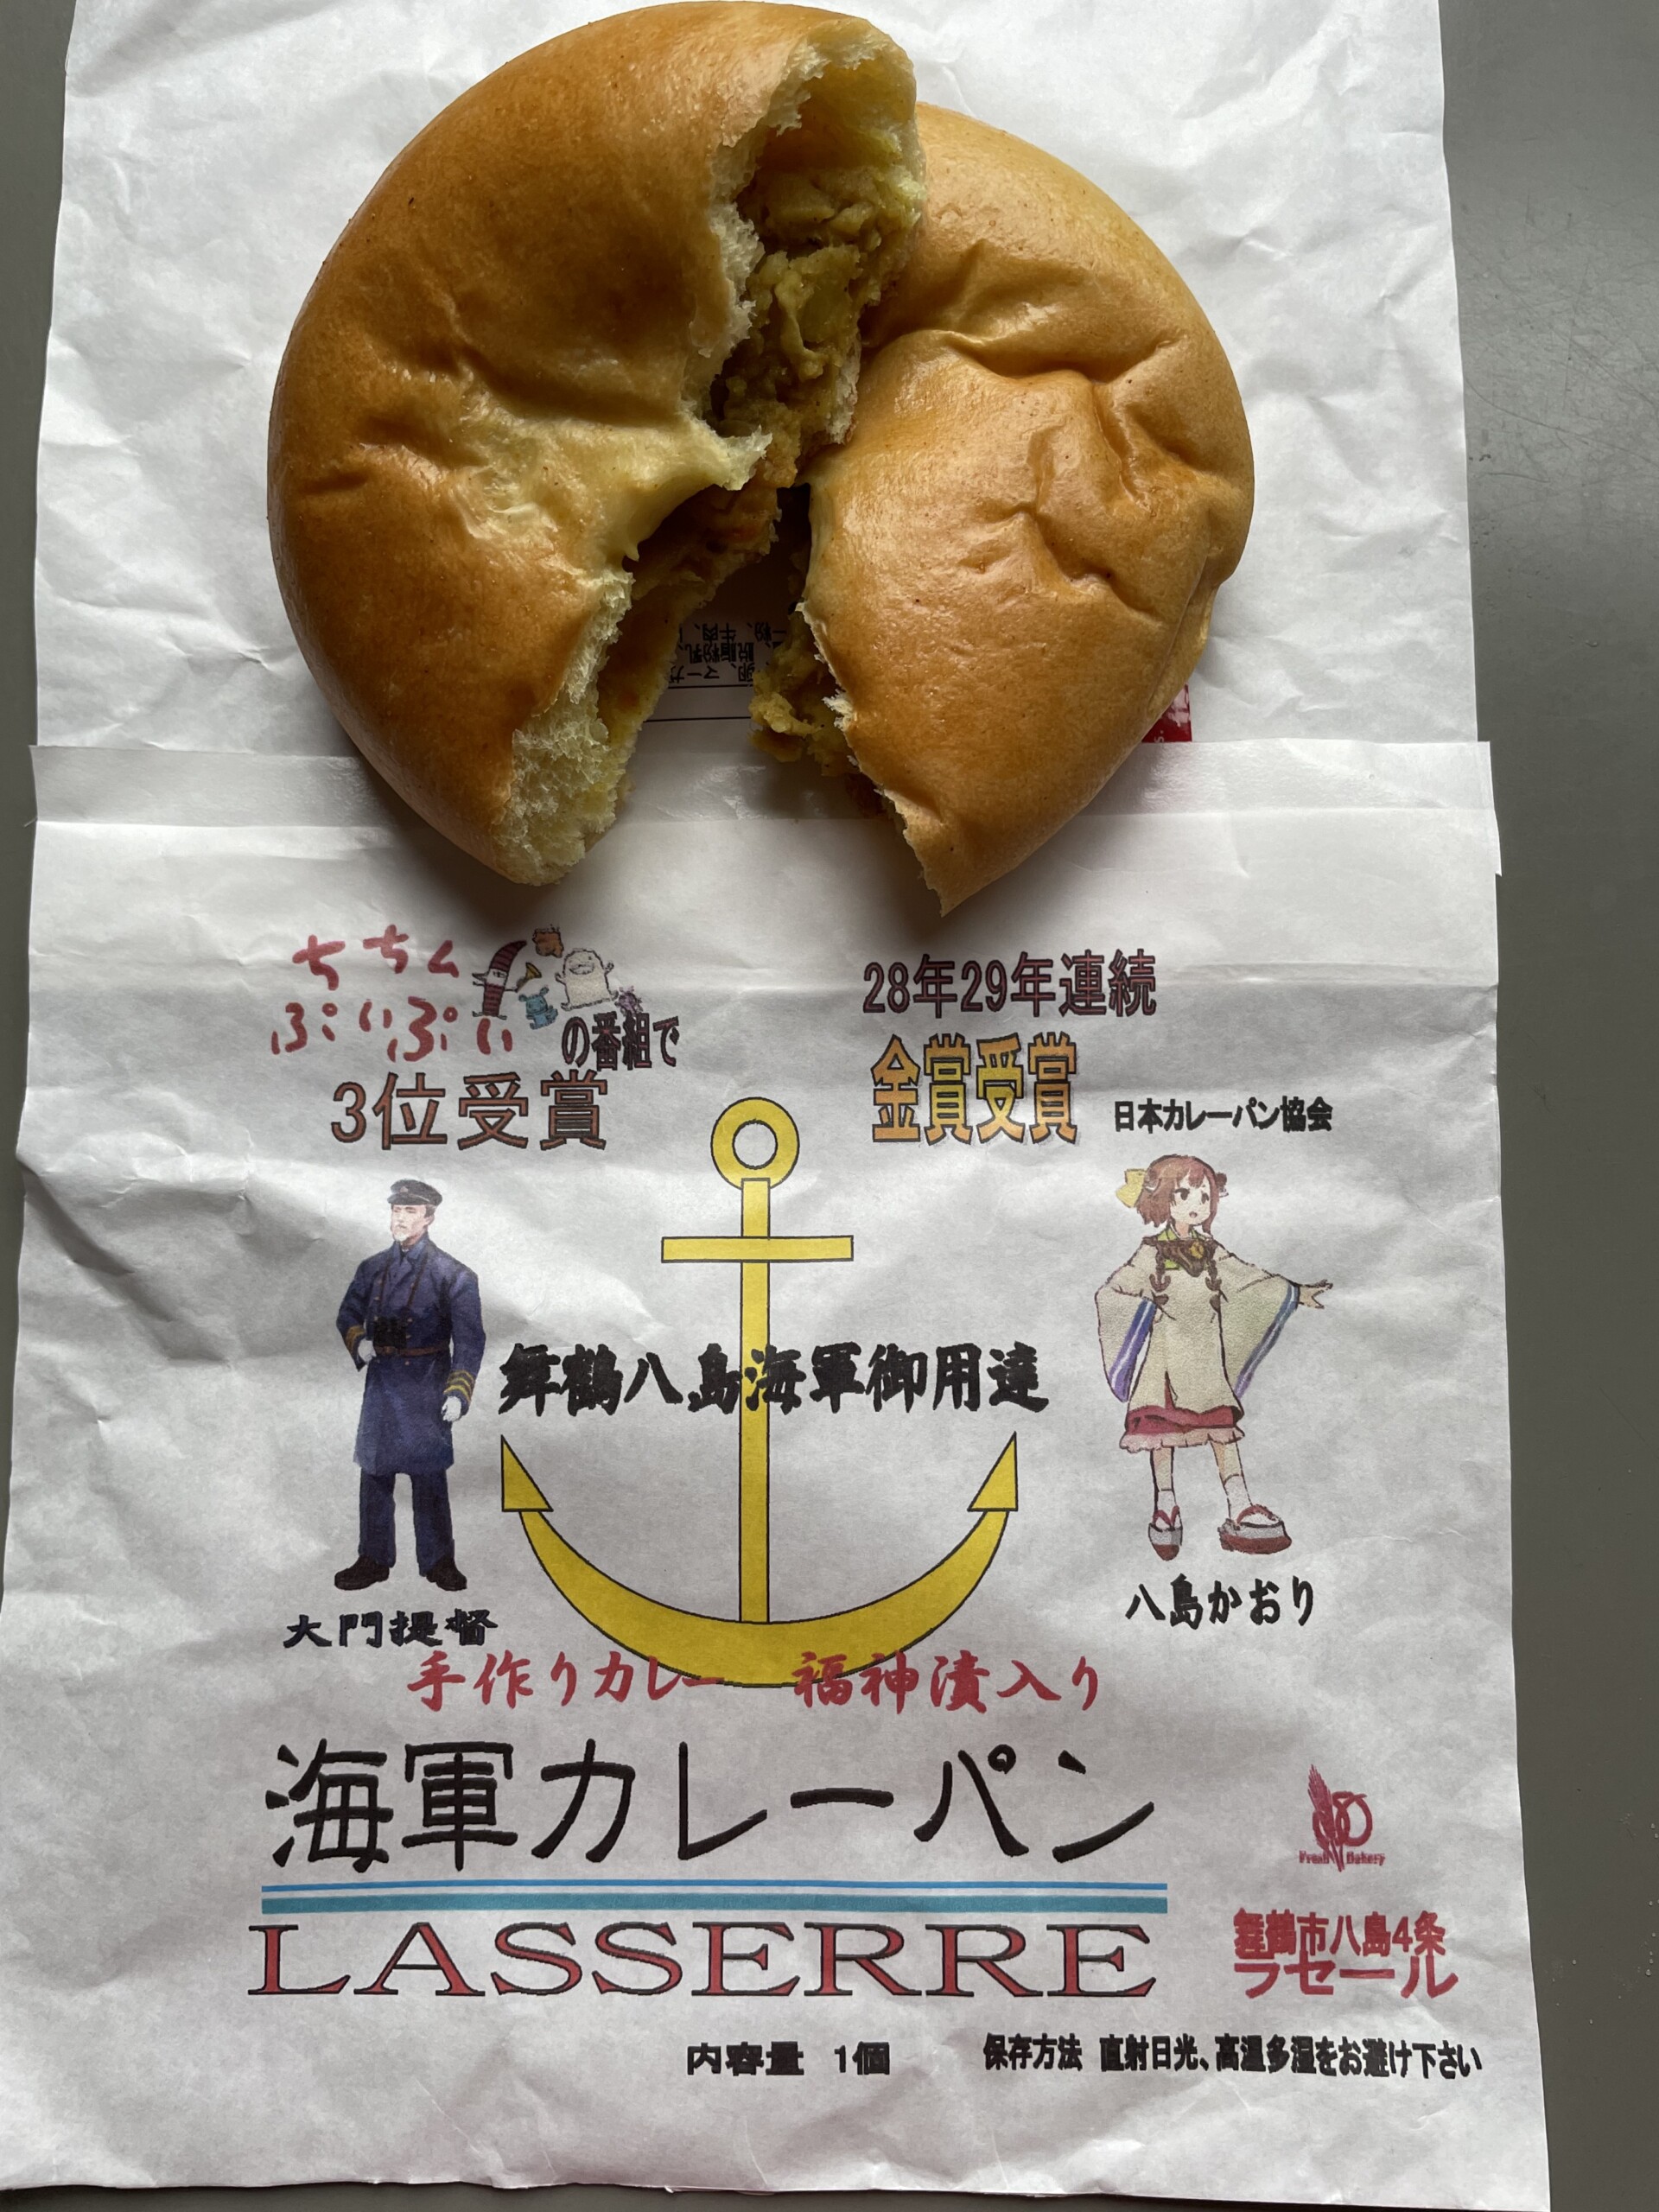 ちちん
ぷいぷい
の番組で
3位受賞
28年29年連続
金賞受賞
日本カレーパン協会
舞鶴八島海軍御用達
大門提督
八島かおり
手作りカレー 福神漬入り
海軍カレーパン
Fresh Bakery
LASSERRE
舞鶴市八島4条
ラセール
内容量 1個
保存方法 直射日光、高温多湿をお避け下さい